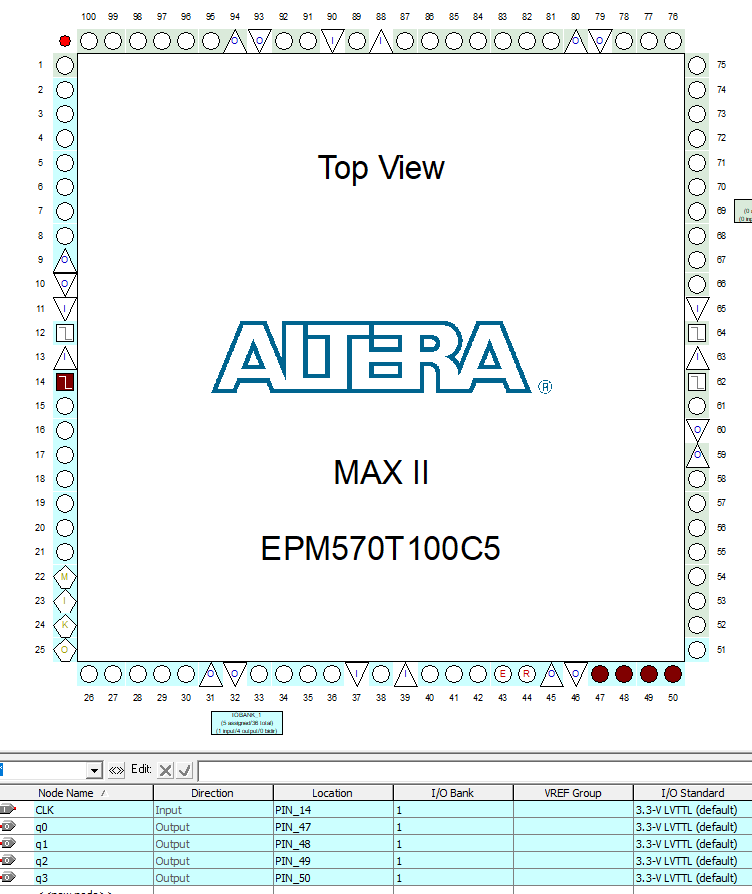 100 99 98 97 96 95 94 93 92 91 90 89 88 87 86 85 84 83 82 81 80 79 78 77 76
O O I I O O
1 75
2 74
3 73
4 72
5 71
Top View
6 70
7 69
8 68
9 O 67
10 O 66
11 I I 65
12 64
13 I I 63
ALTERA ®
14 62
15 61
16 O 60
17 O 59
MAX II
18 58
19 57
20 56
EPM570T100C5
21 55
22 M 54
23 I 53
24 K 52
25 O 51
O O I I E R O O
26 27 28 29 30 31 32 33 34 35 36 37 38 39 40 41 42 43 44 45 46 47 48 49 50
IOBANK_1
(5 assigned/36 total)
(1 input/4 output/0 bidir)
Edit:
Node Name Direction Location I/O Bank VREF Group I/O Standard
CLK Input PIN_14 1 3.3-V LVTTL (default)
q0 Output PIN_47 1 3.3-V LVTTL (default)
q1 Output PIN_48 1 3.3-V LVTTL (default)
q2 Output PIN_49 1 3.3-V LVTTL (default)
q3 Output PIN_50 1 3.3-V LVTTL (default)